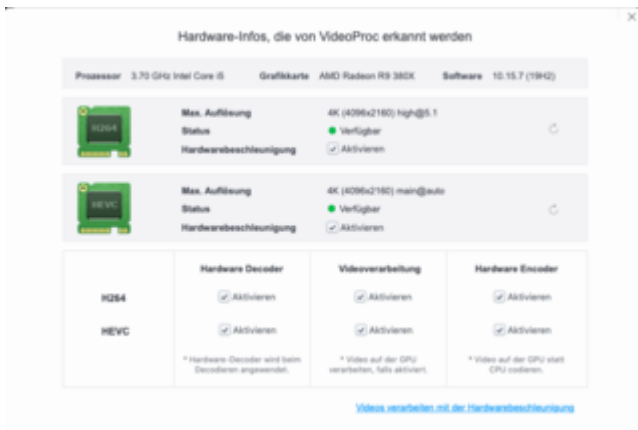 Hardware-Infos, die von VideoProc erkannt werden
Prozessor 3.70 GHz Intel Core i5 Grafikkarte AMD Radeon R9 380X Software 10.15.7 (19H2)
H264
Max. Auflösung 4K (4096x2160) high@5.1
Status Verfügbar
Hardwarebeschleunigung Aktivieren
HEVC
Max. Auflösung 4K (4096x2160) main@auto
Status Verfügbar
Hardwarebeschleunigung Aktivieren
Hardware Decoder Videoverarbeitung Hardware Encoder
H264 Aktivieren Aktivieren Aktivieren
HEVC Aktivieren Aktivieren Aktivieren
* Hardware-Decoder wird beim * Video auf der GPU * Video auf der GPU statt
Decodieren angewendet. verarbeiten, falls aktiviert. CPU codieren.
Videos verarbeiten mit der Hardwarebeschleunigung